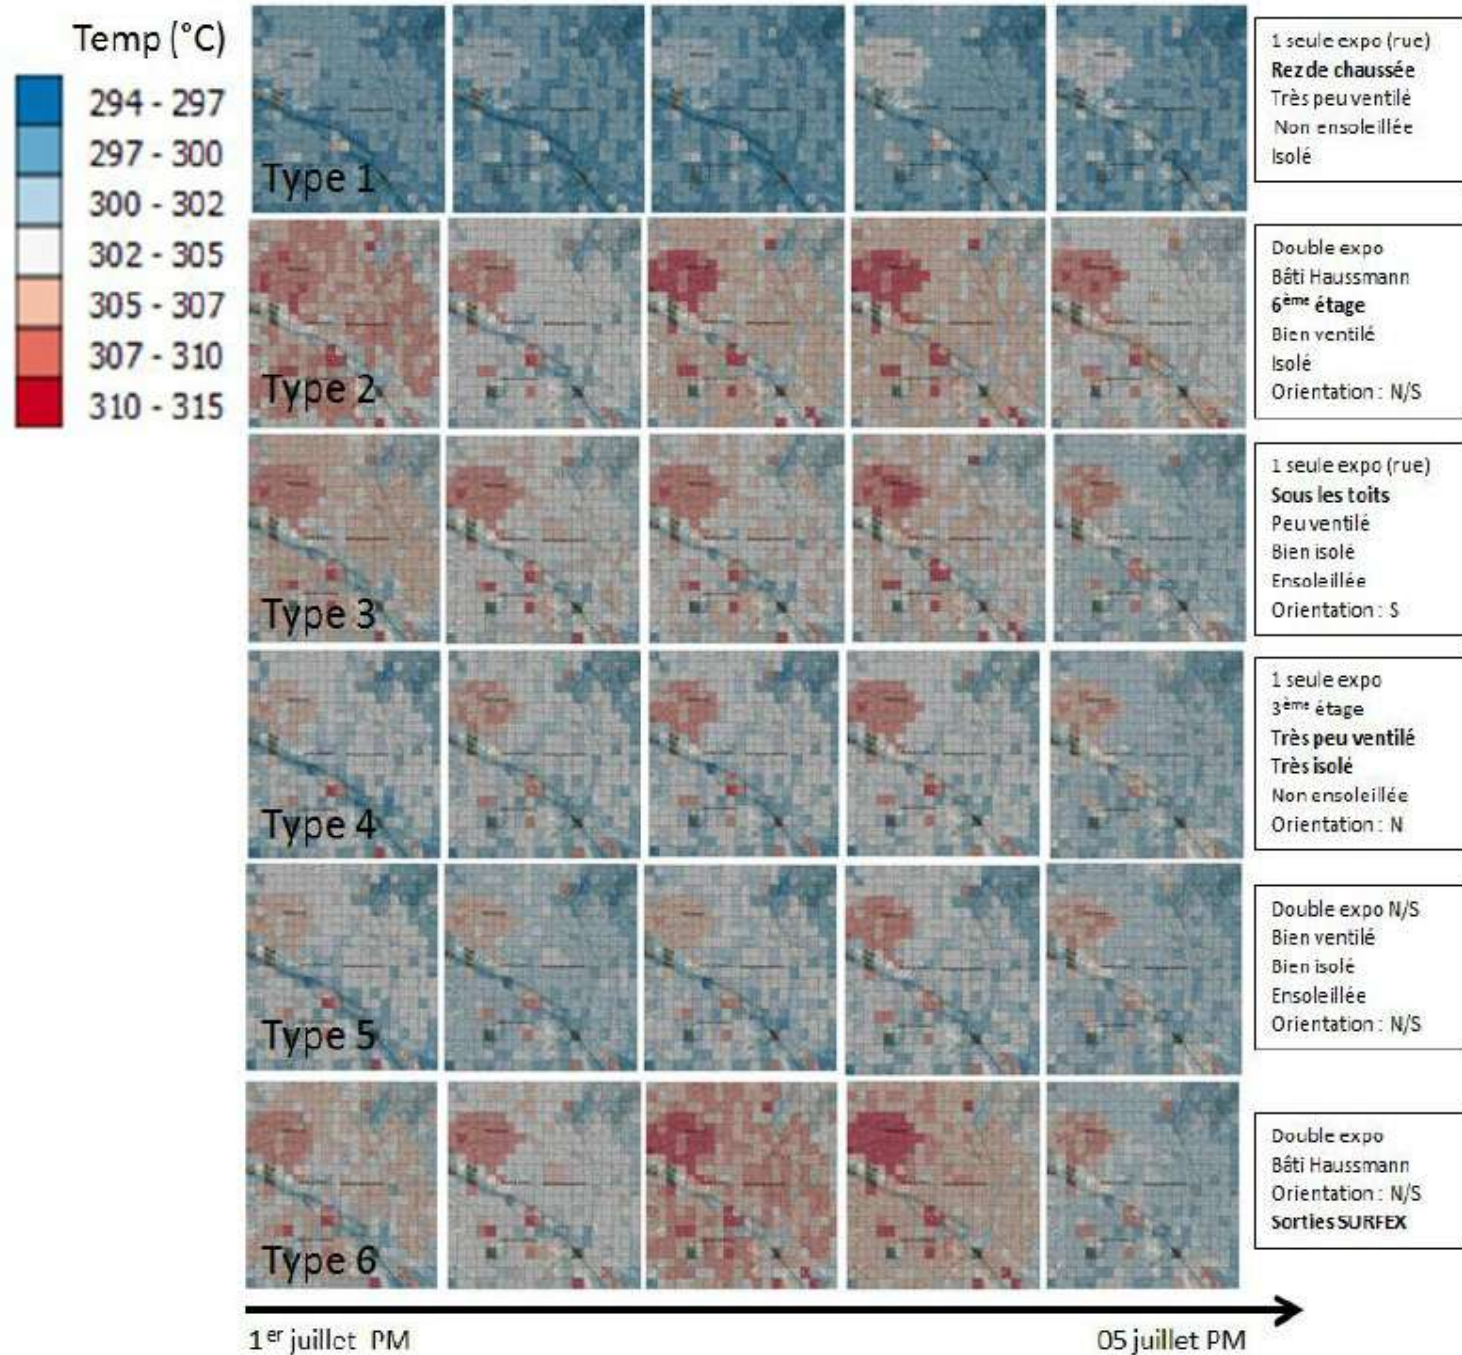 Temp (°C)
294 - 297
297 - 300
300 - 302
302 - 305
305 - 307
307 - 310
310 - 315
Type 1
1 seule expo (rue)
Rez de chaussée
Très peu ventilé
Non ensoleillée
Isolé
Type 2
Double expo
Bâti Haussmann
6ème étage
Bien ventilé
Isolé
Orientation : N/S
Type 3
1 seule expo (rue)
Sous les toits
Peu ventilé
Bien isolé
Ensoleillée
Orientation : S
Type 4
1 seule expo
3ème étage
Très peu ventilé
Très isolé
Non ensoleillée
Orientation : N
Type 5
Double expo N/S
Bien ventilé
Bien isolé
Ensoleillée
Orientation : N/S
Type 6
Double expo
Bâti Haussmann
Orientation : N/S
Sorties SURFEX
1er juillet PM
05 juillet PM